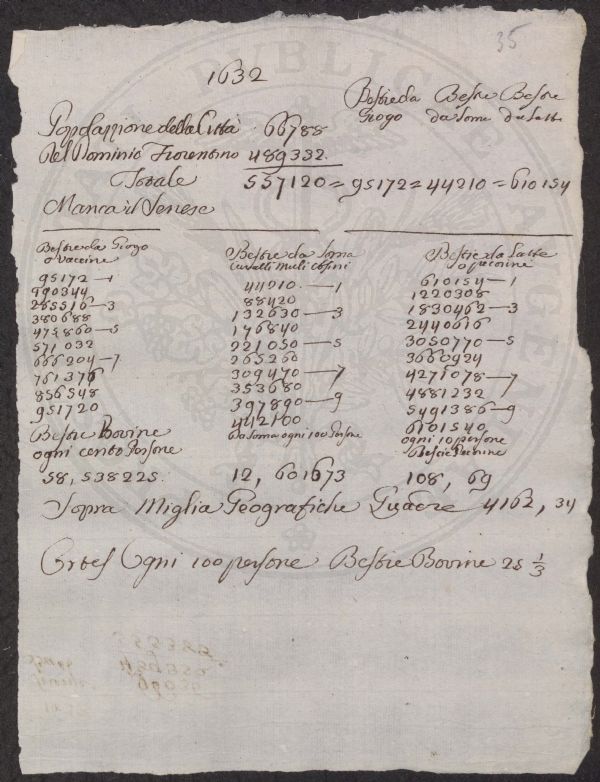 35
1632
Bestie da Bestie Bestie
Giogo da Some da Latte
Popolazzione della Città 66788
Del Dominio Fiorentino 489332
Totale 557120 = 95172 = 44210 = 610154
Manca il Senese
Bestie da Giogo Bestie da Soma Bestie da Latte
o Vaccine Cavalli Muli e Asini o pecorine
95172 — 1 44210 — 1 610154 — 1
190344 88420 1220308
285516 — 3 132630 — 3 1830462 — 3
380688 176840 2440616
475860 — 5 221050 — 5 3050770 — 5
571032 265260 3660924
666204 — 7 309470 — 7 4271078 — 7
761376 353680 4881232
856548 397890 — 9 5491386 — 9
951720 442100 6101540
Bestie Bovine Da Soma ogni 100 Persone ogni 10 persone
ogni cento Persone Bestie Pecorine
58, 538225. 12, 601673 108, 69
Sopra Miglia Geografiche Quadre 4162, 34
Ogni 100 persone Bestie Bovine 25 1/3